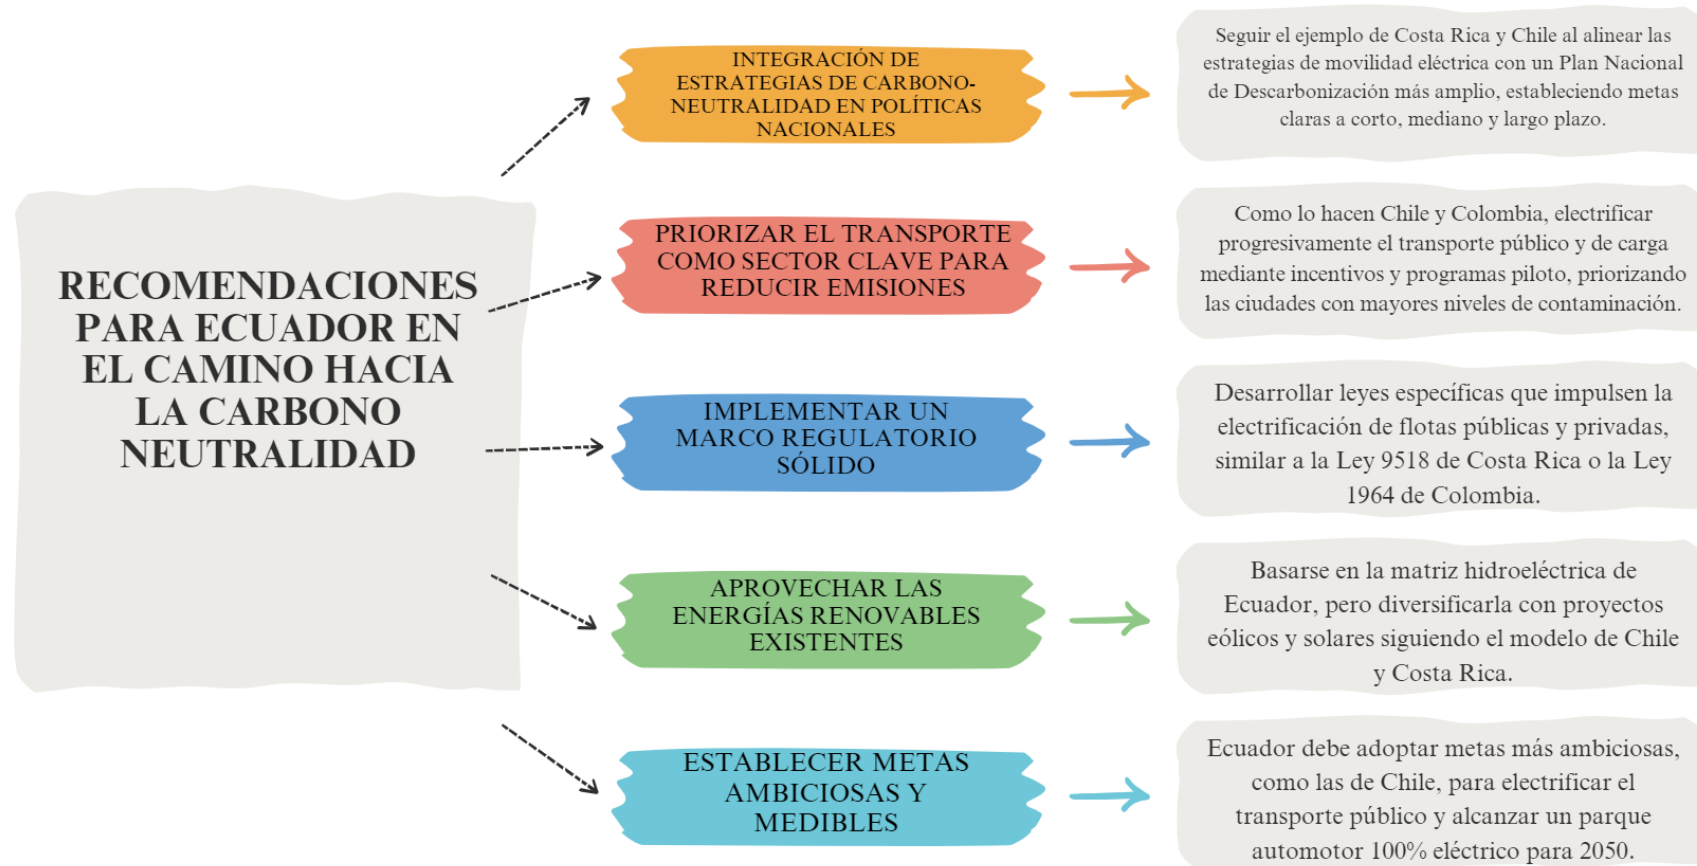 RECOMENDACIONES
PARA ECUADOR EN
EL CAMINO HACIA
LA CARBONO
NEUTRALIDAD
INTEGRACIÓN DE
ESTRATEGIAS DE CARBONO-
NEUTRALIDAD EN POLÍTICAS
NACIONALES
Seguir el ejemplo de Costa Rica y Chile al alinear las
estrategias de movilidad eléctrica con un Plan Nacional
de Descarbonización más amplio, estableciendo metas
claras a corto, mediano y largo plazo.
PRIORIZAR EL TRANSPORTE
COMO SECTOR CLAVE PARA
REDUCIR EMISIONES
Como lo hacen Chile y Colombia, electrificar
progresivamente el transporte público y de carga
mediante incentivos y programas piloto, priorizando
las ciudades con mayores niveles de contaminación.
IMPLEMENTAR UN
MARCO REGULATORIO
SÓLIDO
Desarrollar leyes específicas que impulsen la
electrificación de flotas públicas y privadas,
similar a la Ley 9518 de Costa Rica o la Ley
1964 de Colombia.
APROVECHAR LAS
ENERGÍAS RENOVABLES
EXISTENTES
Basarse en la matriz hidroeléctrica de
Ecuador, pero diversificarla con proyectos
eólicos y solares siguiendo el modelo de Chile
y Costa Rica.
ESTABLECER METAS
AMBICIOSAS Y
MEDIBLES
Ecuador debe adoptar metas más ambiciosas,
como las de Chile, para electrificar el
transporte público y alcanzar un parque
automotor 100% eléctrico para 2050.